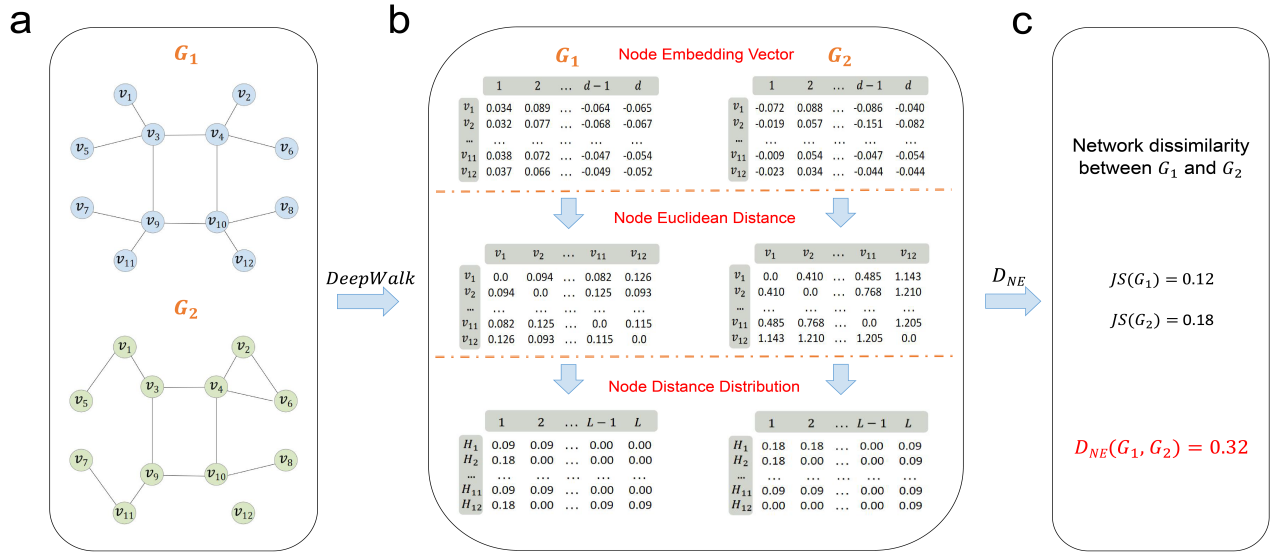 a
G₁
v₁ v₂
v₃ v₄
v₅ v₆
v₇ v₈
v₉ v₁₀
v₁₁ v₁₂
G₂
v₁ v₂
v₃ v₄
v₅ v₆
v₇ v₈
v₉ v₁₀
v₁₁ v₁₂
DeepWalk
b
G₁ Node Embedding Vector G₂
1 2 … d − 1 d
v₁ 0.034 0.089 … -0.064 -0.065
v₂ 0.032 0.077 … -0.068 -0.067
… … … … …
v₁₁ 0.038 0.072 … -0.047 -0.054
v₁₂ 0.037 0.066 … -0.049 -0.052
1 2 … d − 1 d
v₁ -0.072 0.088 … -0.086 -0.040
v₂ -0.019 0.057 … -0.151 -0.082
… … … … …
v₁₁ -0.009 0.054 … -0.047 -0.054
v₁₂ -0.023 0.034 … -0.044 -0.044
Node Euclidean Distance
v₁ v₂ … v₁₁ v₁₂
v₁ 0.0 0.094 … 0.082 0.126
v₂ 0.094 0.0 … 0.125 0.093
… … … … … …
v₁₁ 0.082 0.125 … 0.0 0.115
v₁₂ 0.126 0.093 … 0.115 0.0
v₁ v₂ … v₁₁ v₁₂
v₁ 0.0 0.410 … 0.485 1.143
v₂ 0.410 0.0 … 0.768 1.210
… … … … … …
v₁₁ 0.485 0.768 … 0.0 1.205
v₁₂ 1.143 1.210 … 1.205 0.0
Node Distance Distribution
1 2 … L − 1 L
H₁ 0.09 0.09 … 0.00 0.00
H₂ 0.18 0.00 … 0.00 0.00
… … … … … …
H₁₁ 0.09 0.09 … 0.00 0.00
H₁₂ 0.18 0.00 … 0.09 0.09
1 2 … L − 1 L
H₁ 0.18 0.18 … 0.00 0.09
H₂ 0.18 0.00 … 0.00 0.09
… … … … … …
H₁₁ 0.09 0.09 … 0.00 0.09
H₁₂ 0.00 0.00 … 0.00 0.09
D_NE
c
Network dissimilarity
between G₁ and G₂
JS(G₁) = 0.12
JS(G₂) = 0.18
D_NE(G₁, G₂) = 0.32